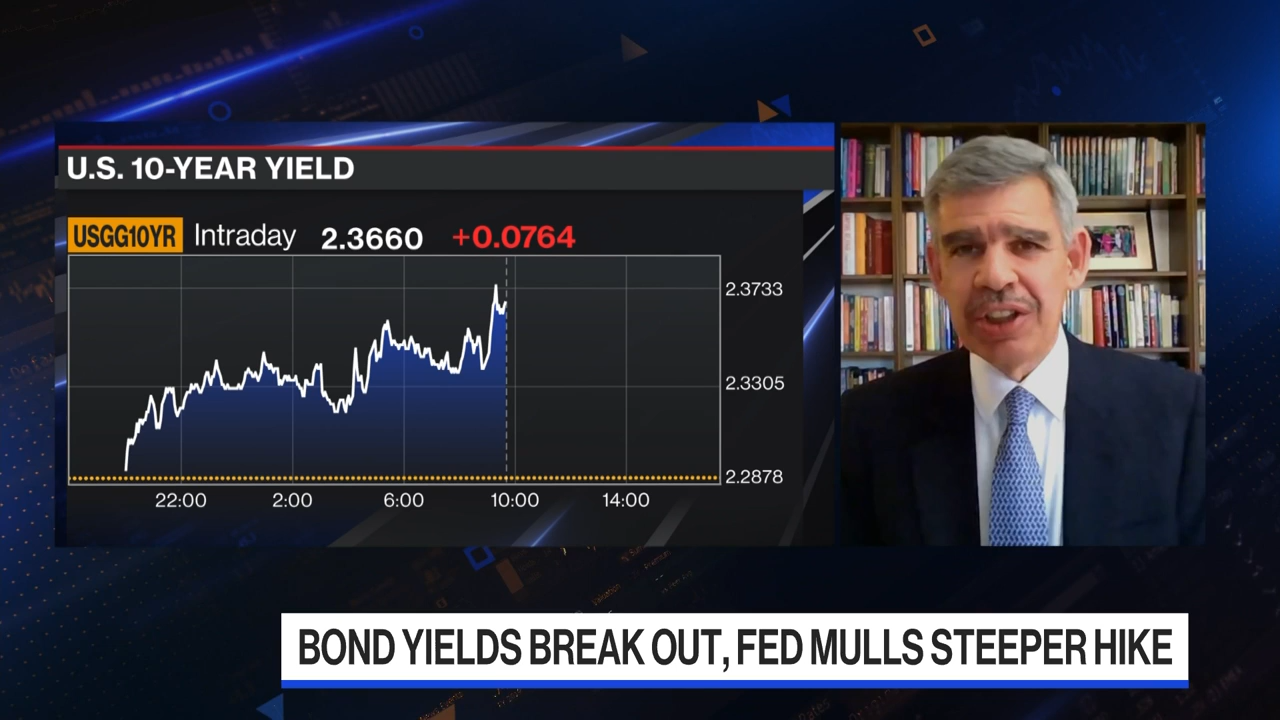 U.S. 10-YEAR YIELD
USGG10YR Intraday 2.3660 +0.0764
2.3733
2.3305
2.2878
22:00 2:00 6:00 10:00 14:00
BOND YIELDS BREAK OUT, FED MULLS STEEPER HIKE